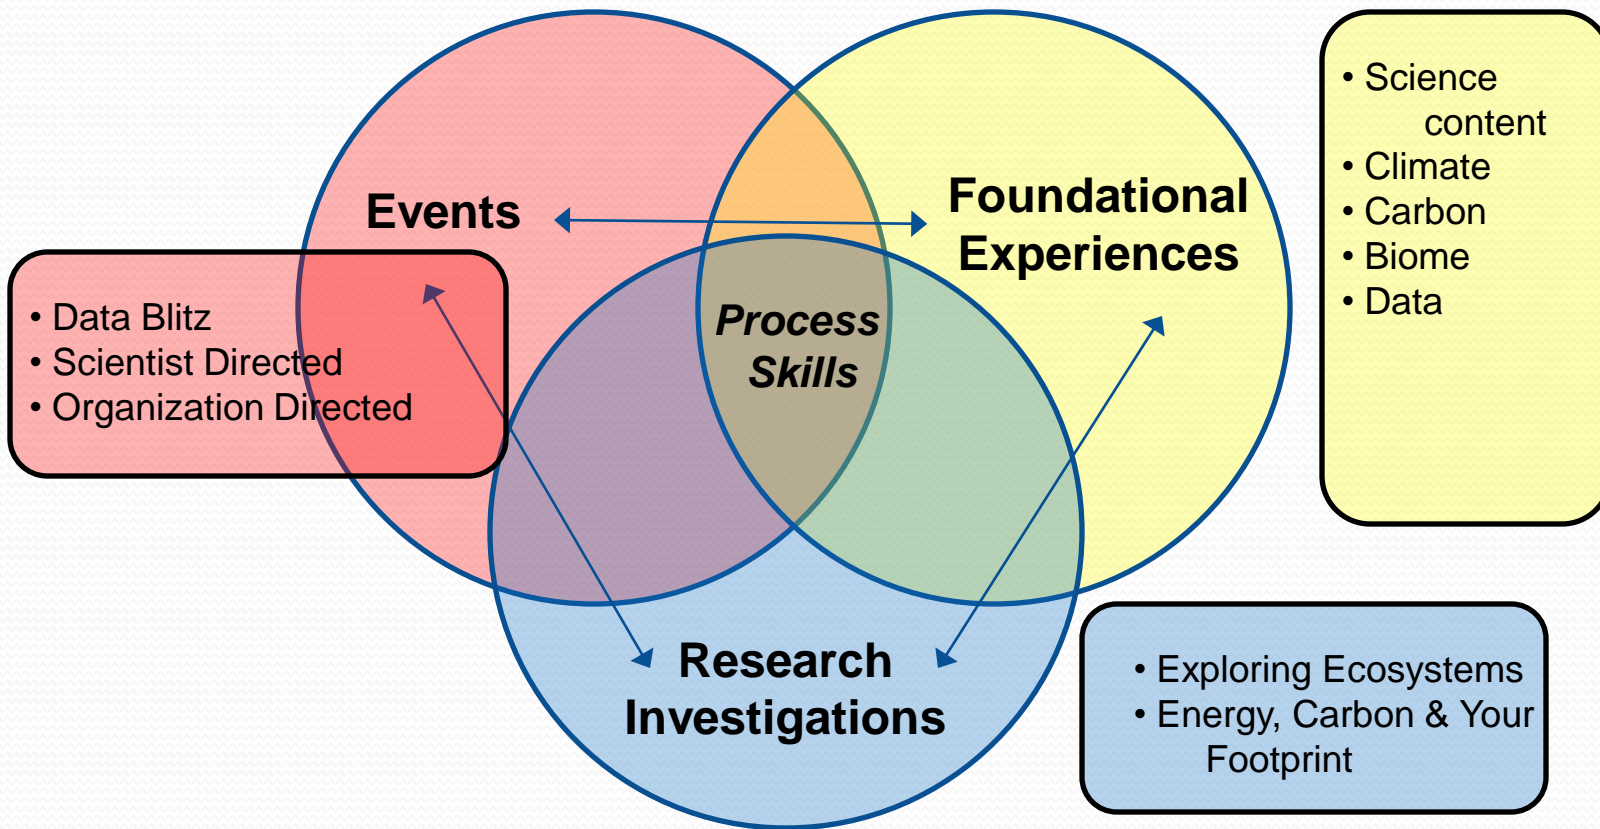 Events
Foundational
Experiences
Process
Skills
Research
Investigations
• Data Blitz
• Scientist Directed
• Organization Directed
• Science
content
• Climate
• Carbon
• Biome
• Data
• Exploring Ecosystems
• Energy, Carbon & Your
Footprint